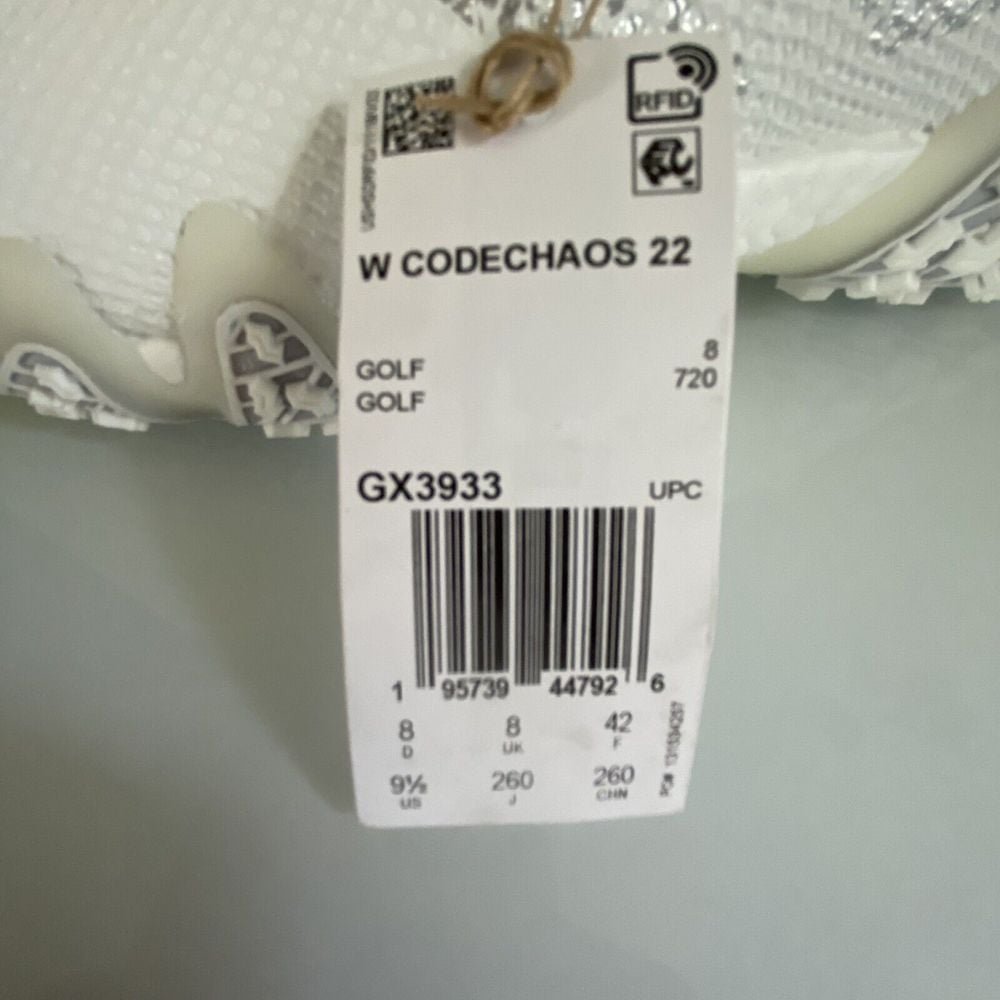 RFID
W CODECHAOS 22
GOLF 8
GOLF 720
GX3933 UPC
1 95739 44792 6
8 8 42
D UK F
9½ 260 260
US J CHN
PO#